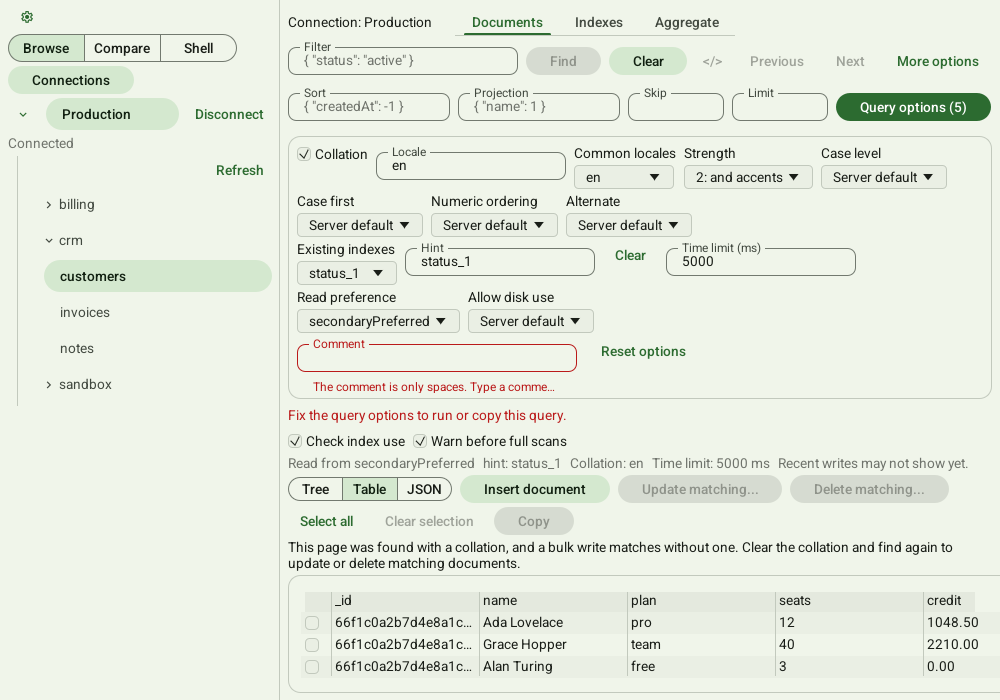 Browse Compare Shell
Connections
Production Disconnect
Connected
Refresh
billing
crm
customers
invoices
notes
sandbox
Connection: Production Documents Indexes Aggregate
Filter
{ "status": "active" } Find Clear </> Previous Next More options
Sort Projection Skip Limit
{ "createdAt": -1 } { "name": 1 } Query options (5)
Collation Locale en Common locales Strength Case level
en 2: and accents Server default
Case first Numeric ordering Alternate
Server default Server default Server default
Existing indexes Hint Clear Time limit (ms)
status_1 status_1 5000
Read preference Allow disk use
secondaryPreferred Server default
Comment Reset options
The comment is only spaces. Type a comme...
Fix the query options to run or copy this query.
Check index use Warn before full scans
Read from secondaryPreferred hint: status_1 Collation: en Time limit: 5000 ms Recent writes may not show yet.
Tree Table JSON Insert document Update matching... Delete matching...
Select all Clear selection Copy
This page was found with a collation, and a bulk write matches without one. Clear the collation and find again to
update or delete matching documents.
_id name plan seats credit
66f1c0a2b7d4e8a1c... Ada Lovelace pro 12 1048.50
66f1c0a2b7d4e8a1c... Grace Hopper team 40 2210.00
66f1c0a2b7d4e8a1c... Alan Turing free 3 0.00